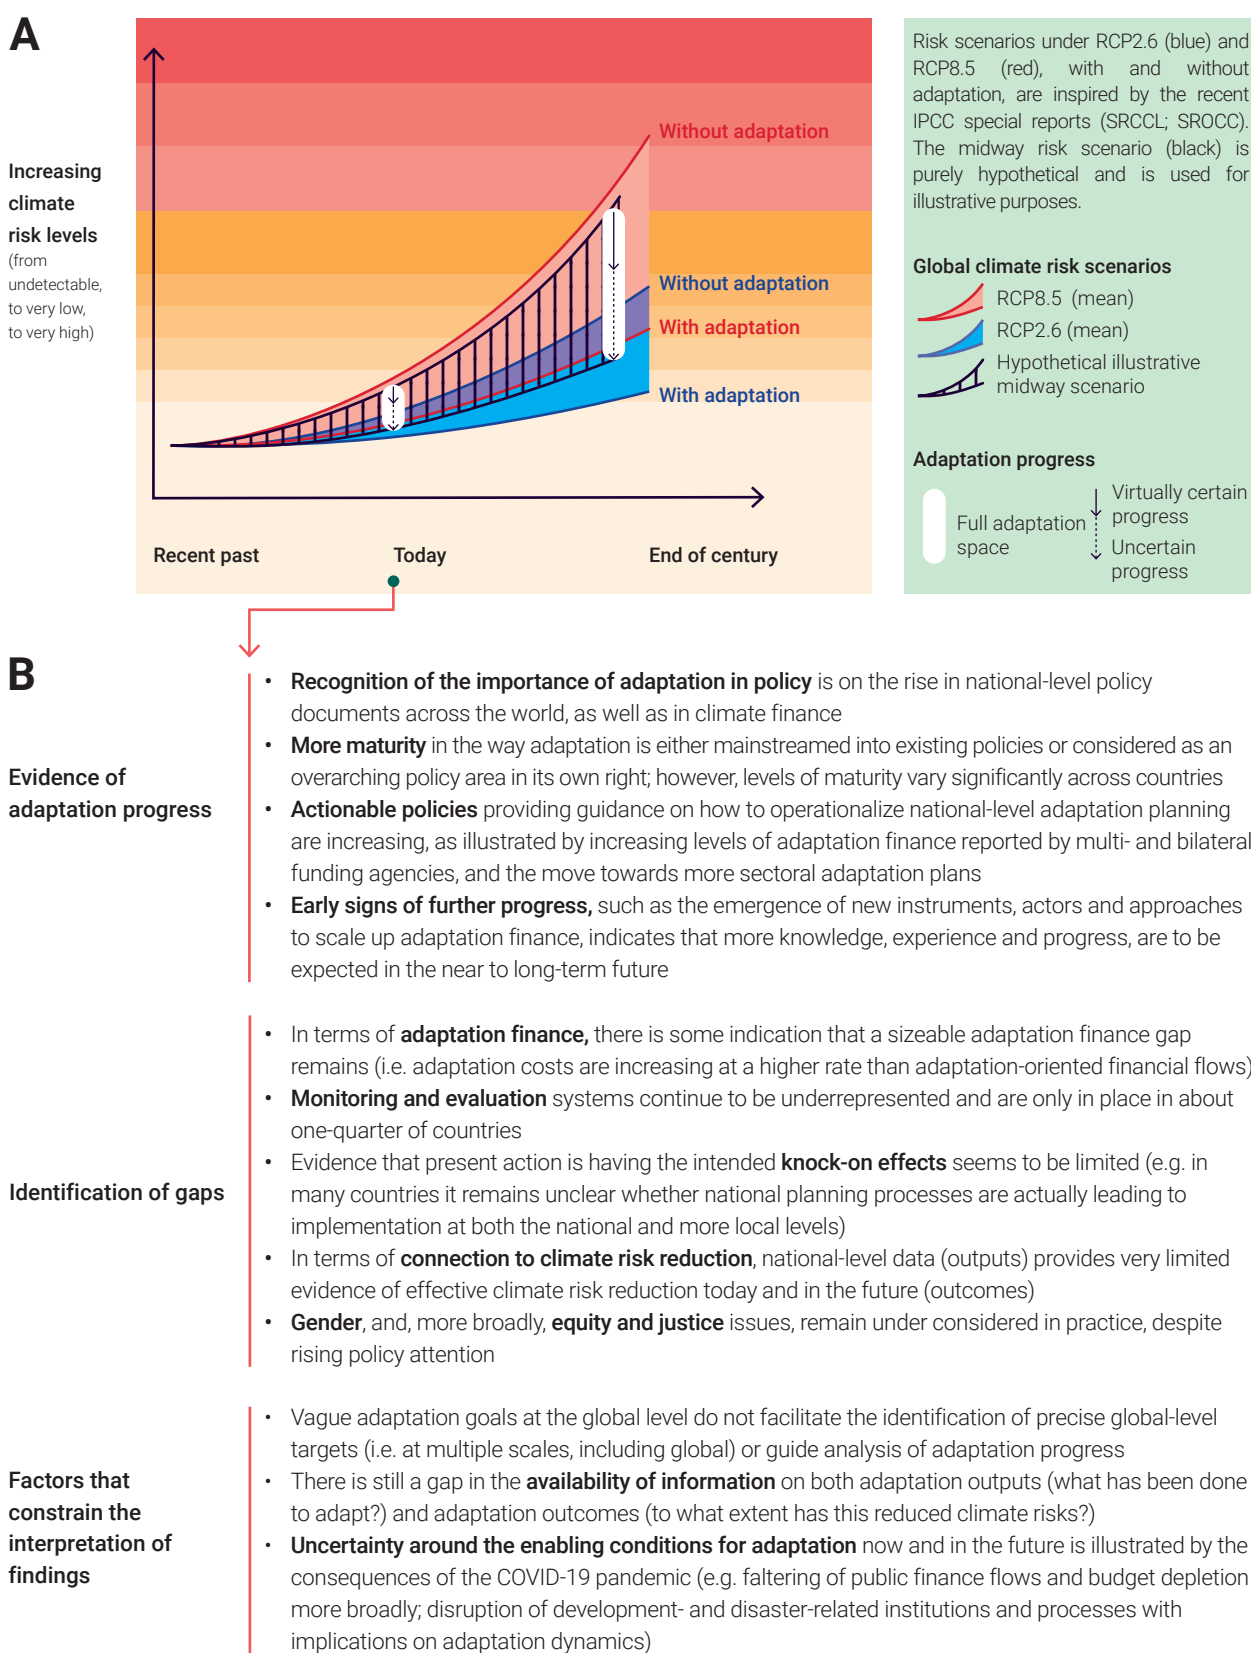 A
Increasing
climate
risk levels
(from
undetectable,
to very low,
to very high)
Without adaptation
Without adaptation
With adaptation
With adaptation
Recent past
Today
End of century
Risk scenarios under RCP2.6 (blue) and
RCP8.5 (red), with and without
adaptation, are inspired by the recent
IPCC special reports (SRCCL; SROCC).
The midway risk scenario (black) is
purely hypothetical and is used for
illustrative purposes.
Global climate risk scenarios
RCP8.5 (mean)
RCP2.6 (mean)
Hypothetical illustrative
midway scenario
Adaptation progress
Full adaptation
space
Virtually certain
progress
Uncertain
progress
B
Evidence of
adaptation progress
• Recognition of the importance of adaptation in policy is on the rise in national-level policy
documents across the world, as well as in climate finance
• More maturity in the way adaptation is either mainstreamed into existing policies or considered as an
overarching policy area in its own right; however, levels of maturity vary significantly across countries
• Actionable policies providing guidance on how to operationalize national-level adaptation planning
are increasing, as illustrated by increasing levels of adaptation finance reported by multi- and bilateral
funding agencies, and the move towards more sectoral adaptation plans
• Early signs of further progress, such as the emergence of new instruments, actors and approaches
to scale up adaptation finance, indicates that more knowledge, experience and progress, are to be
expected in the near to long-term future
Identification of gaps
• In terms of adaptation finance, there is some indication that a sizeable adaptation finance gap
remains (i.e. adaptation costs are increasing at a higher rate than adaptation-oriented financial flows)
• Monitoring and evaluation systems continue to be underrepresented and are only in place in about
one-quarter of countries
• Evidence that present action is having the intended knock-on effects seems to be limited (e.g. in
many countries it remains unclear whether national planning processes are actually leading to
implementation at both the national and more local levels)
• In terms of connection to climate risk reduction, national-level data (outputs) provides very limited
evidence of effective climate risk reduction today and in the future (outcomes)
• Gender, and, more broadly, equity and justice issues, remain under considered in practice, despite
rising policy attention
Factors that
constrain the
interpretation of
findings
• Vague adaptation goals at the global level do not facilitate the identification of precise global-level
targets (i.e. at multiple scales, including global) or guide analysis of adaptation progress
• There is still a gap in the availability of information on both adaptation outputs (what has been done
to adapt?) and adaptation outcomes (to what extent has this reduced climate risks?)
• Uncertainty around the enabling conditions for adaptation now and in the future is illustrated by the
consequences of the COVID-19 pandemic (e.g. faltering of public finance flows and budget depletion
more broadly; disruption of development- and disaster-related institutions and processes with
implications on adaptation dynamics)